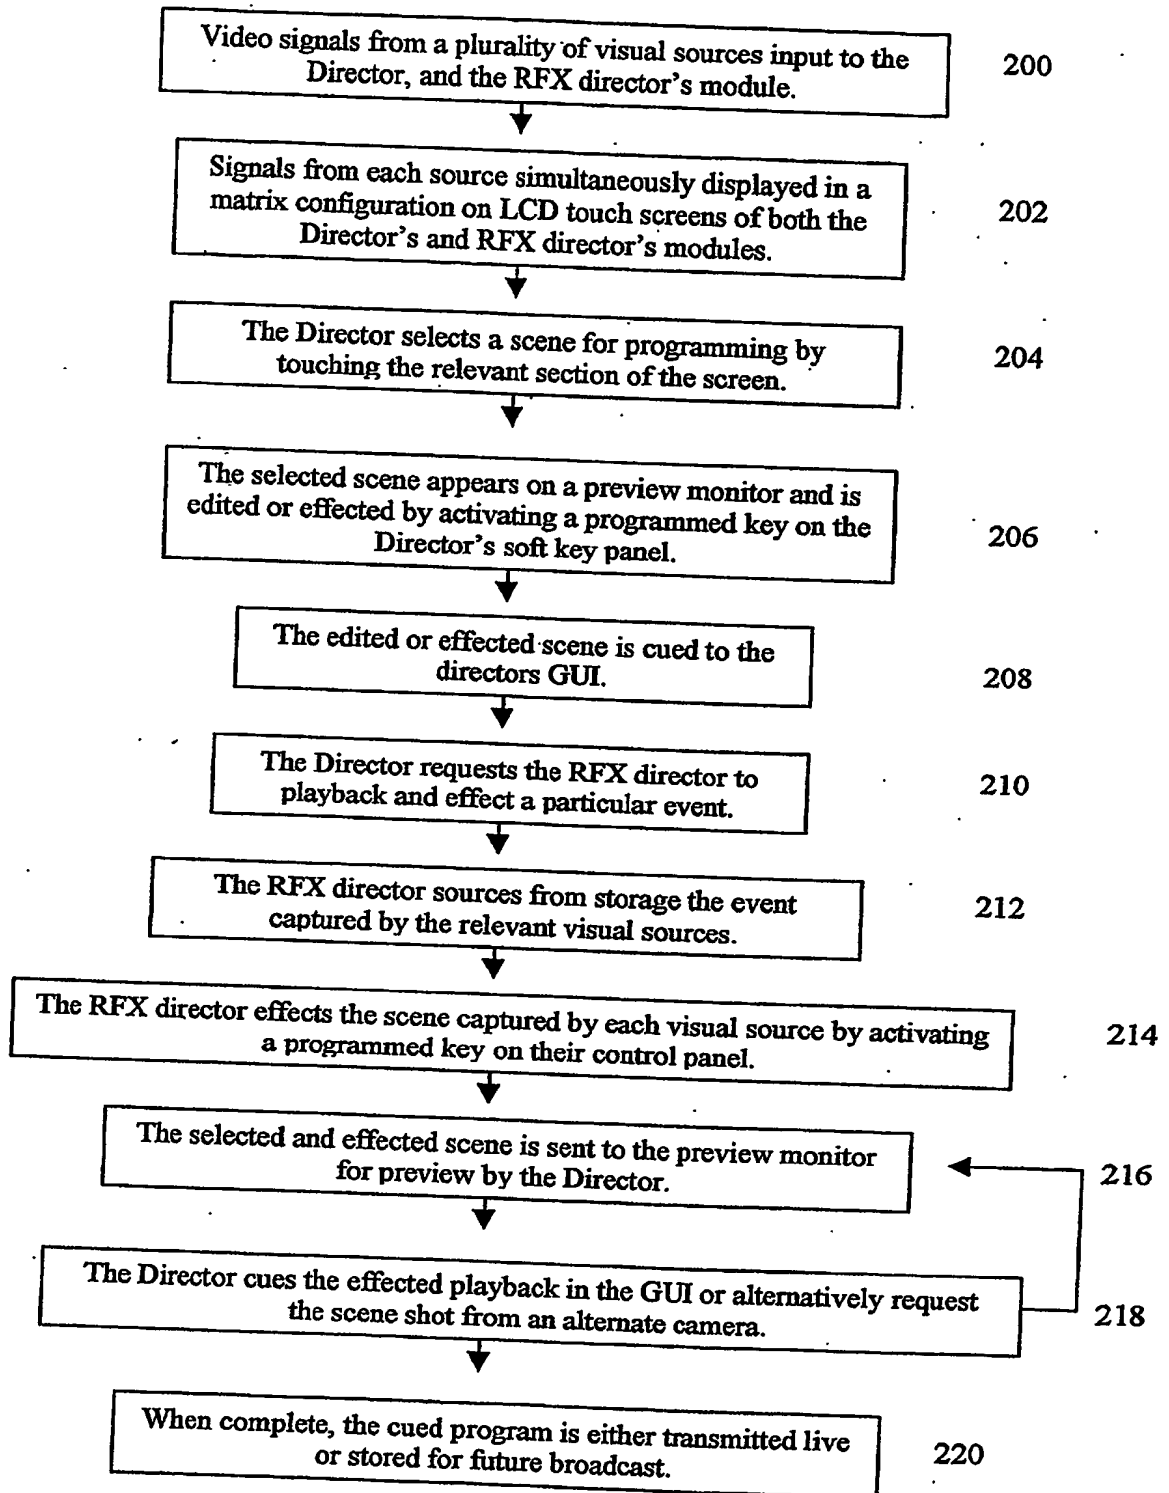 Video signals from a plurality of visual sources input to the
Director, and the RFX director's module.
200
Signals from each source simultaneously displayed in a
matrix configuration on LCD touch screens of both the
Director's and RFX director's modules.
202
The Director selects a scene for programming by
touching the relevant section of the screen.
204
The selected scene appears on a preview monitor and is
edited or effected by activating a programmed key on the
Director's soft key panel.
206
The edited or effected scene is cued to the
directors GUI.
208
The Director requests the RFX director to
playback and effect a particular event.
210
The RFX director sources from storage the event
captured by the relevant visual sources.
212
The RFX director effects the scene captured by each visual source by activating
a programmed key on their control panel.
214
The selected and effected scene is sent to the preview monitor
for preview by the Director.
216
The Director cues the effected playback in the GUI or alternatively request
the scene shot from an alternate camera.
218
When complete, the cued program is either transmitted live
or stored for future broadcast.
220